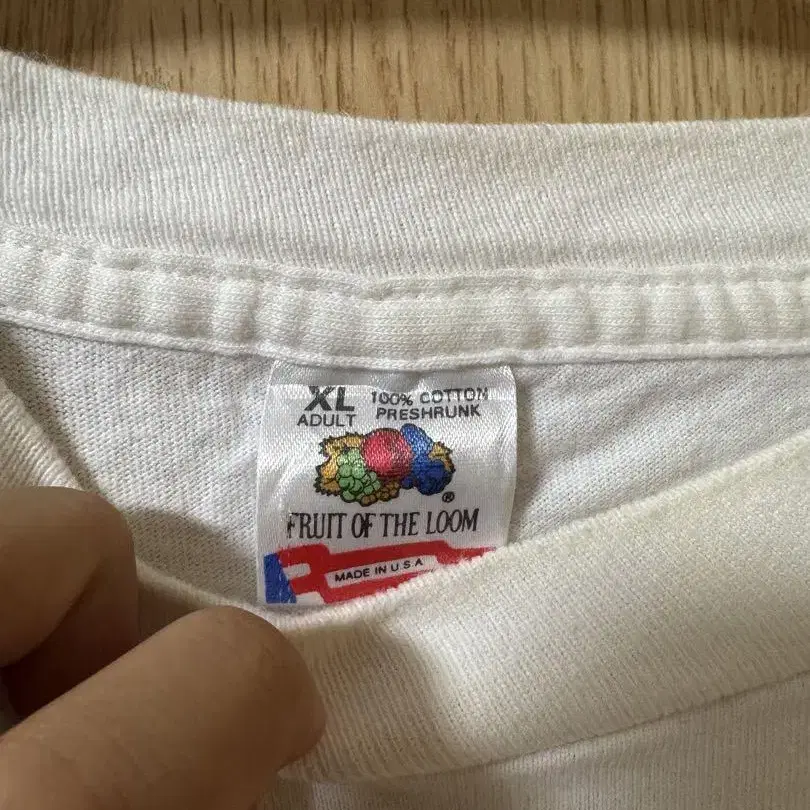 XL 100% COTTON
ADULT PRESHRUNK
®
FRUIT OF THE LOOM
MADE IN U.S.A